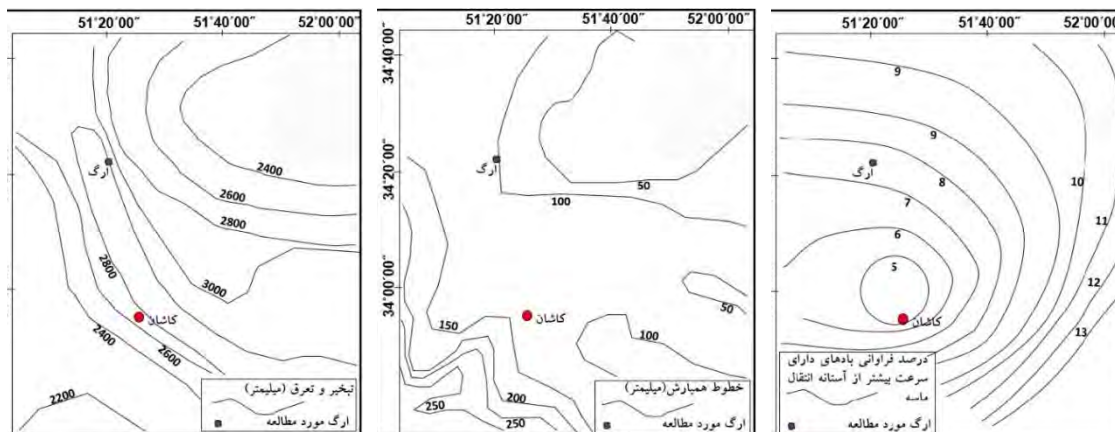 51°20'00" 51°40'00" 52°00'00"
ارگ
2400
2600
2800
3000
2800
کاشان
2400
2600
2200
تبخیر و تعرق (میلیمتر)
ارگ مورد مطالعه
51°20'00" 51°40'00" 52°00'00"
34°40'00"
34°20'00"
34°00'00"
ارگ
50
100
50
کاشان
150
100
200
250
250
خطوط همبارش(میلیمتر)
ارگ مورد مطالعه
51°20'00" 51°40'00" 52°00'00"
9
9
ارگ
8
10
7
11
6
5
12
کاشان
13
درصد فراوانی بادهای دارای
سرعت بیشتر از آستانه انتقال
ماسه
ارگ مورد مطالعه